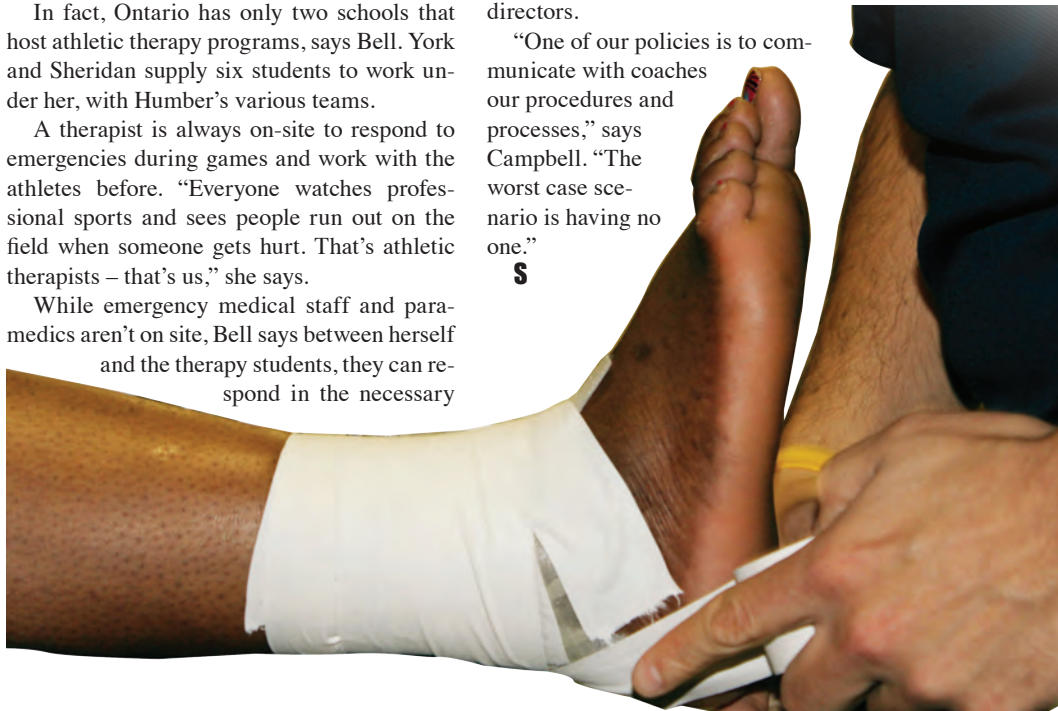 In fact, Ontario has only two schools that
host athletic therapy programs, says Bell. York
and Sheridan supply six students to work un-
der her, with Humber’s various teams.
A therapist is always on-site to respond to
emergencies during games and work with the
athletes before. “Everyone watches profes-
sional sports and sees people run out on the
field when someone gets hurt. That’s athletic
therapists – that’s us,” she says.
While emergency medical staff and para-
medics aren’t on site, Bell says between herself
and the therapy students, they can re-
spond in the necessary
directors.
“One of our policies is to com-
municate with coaches
our procedures and
processes,” says
Campbell. “The
worst case sce-
nario is having no
one.”
S